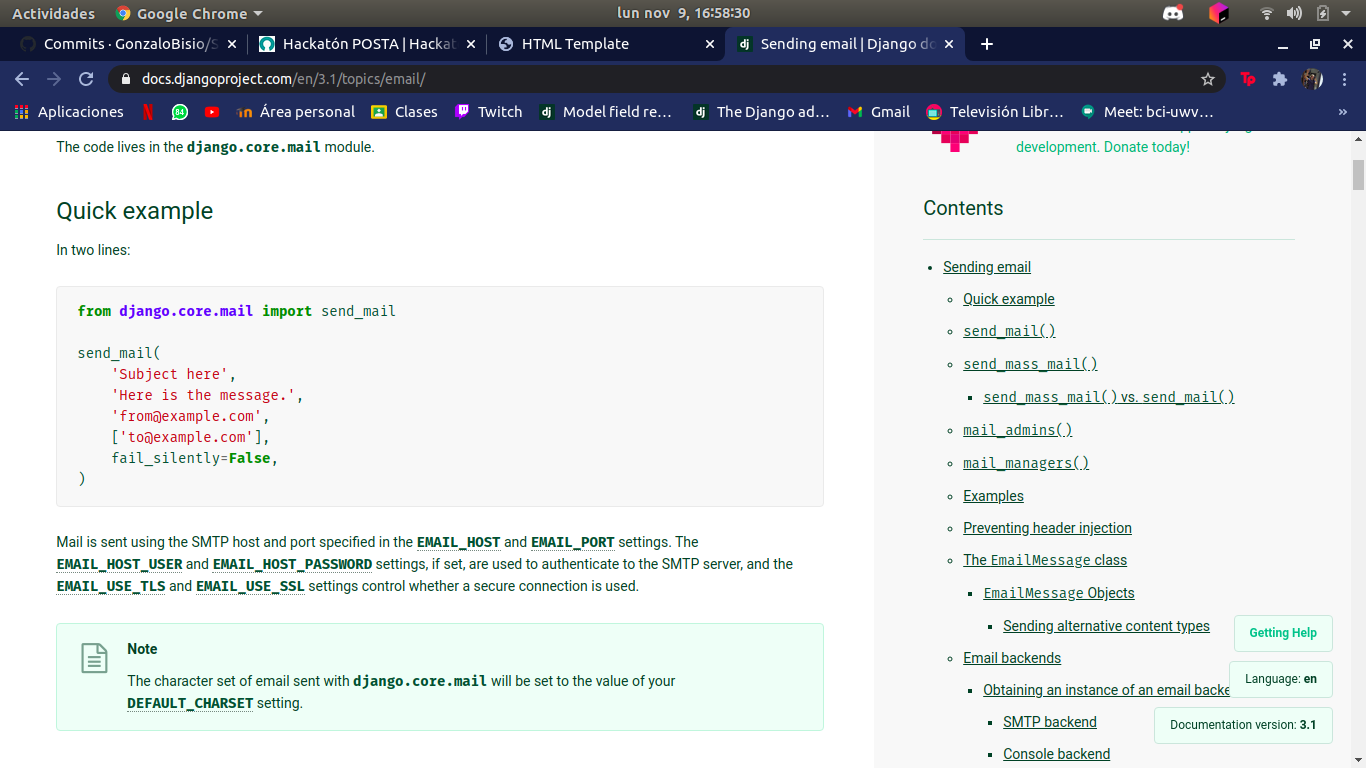 Actividades Google Chrome lun nov 9, 16:58:30
Commits · GonzaloBisio/S Hackatón POSTA | Hackat HTML Template Sending email | Django do
docs.djangoproject.com/en/3.1/topics/email/
Aplicaciones 84 Área personal Clases Twitch dj Model field re… dj The Django ad… Gmail Televisión Libr… Meet: bci-uwv… »
The code lives in the django.core.mail module.
Quick example
In two lines:
from django.core.mail import send_mail
send_mail(
'Subject here',
'Here is the message.',
'from@example.com',
['to@example.com'],
fail_silently=False,
)
Mail is sent using the SMTP host and port specified in the EMAIL_HOST and EMAIL_PORT settings. The
EMAIL_HOST_USER and EMAIL_HOST_PASSWORD settings, if set, are used to authenticate to the SMTP server, and the
EMAIL_USE_TLS and EMAIL_USE_SSL settings control whether a secure connection is used.
Note
The character set of email sent with django.core.mail will be set to the value of your
DEFAULT_CHARSET setting.
development. Donate today!
Contents
Sending email
Quick example
send_mail()
send_mass_mail()
send_mass_mail() vs. send_mail()
mail_admins()
mail_managers()
Examples
Preventing header injection
The EmailMessage class
EmailMessage Objects
Sending alternative content types
Email backends
Obtaining an instance of an email backe
SMTP backend
Console backend
Getting Help
Language: en
Documentation version: 3.1